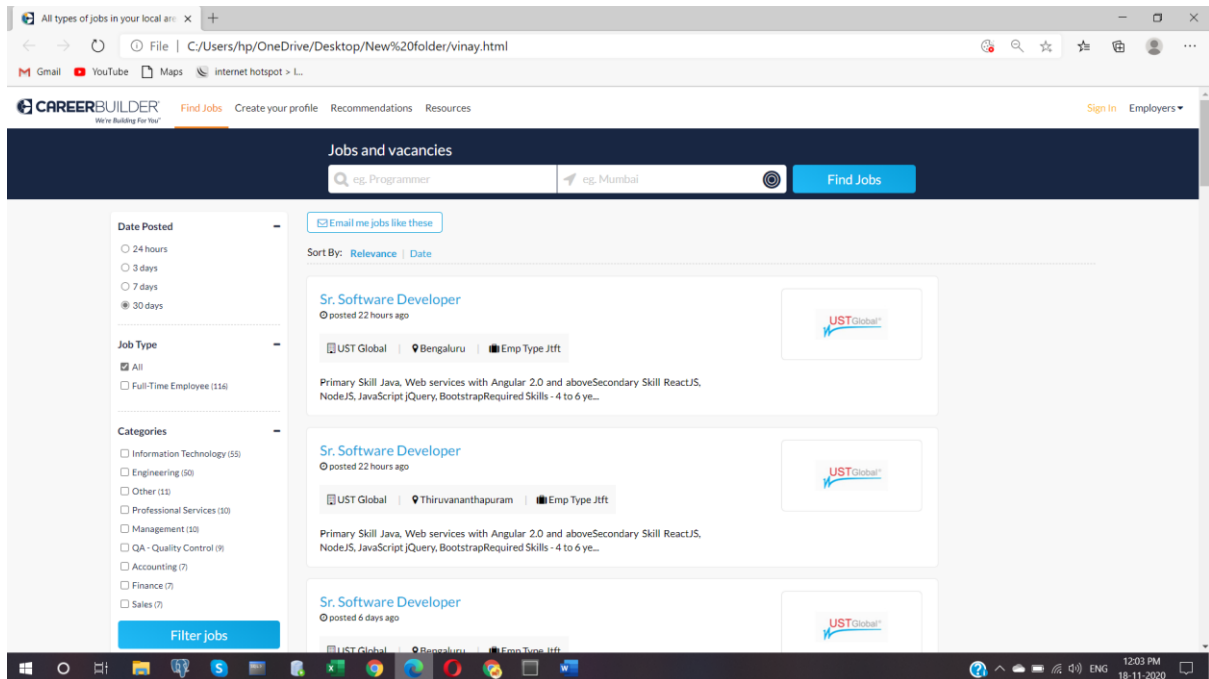 All types of jobs in your local are
File | C:/Users/hp/OneDrive/Desktop/New%20folder/vinay.html
Gmail YouTube Maps internet hotspot > l...
CAREERBUILDER Find Jobs Create your profile Recommendations Resources Sign In Employers
We're Building For You
Jobs and vacancies
eg. Programmer eg. Mumbai Find Jobs
Date Posted
24 hours
3 days
7 days
30 days
Job Type
All
Full-Time Employee (116)
Categories
Information Technology (55)
Engineering (50)
Other (11)
Professional Services (10)
Management (10)
QA - Quality Control (9)
Accounting (7)
Finance (7)
Sales (7)
Filter jobs
Email me jobs like these
Sort By: Relevance | Date
Sr. Software Developer
posted 22 hours ago
UST Global | Bengaluru | Emp Type Jtft
Primary Skill Java, Web services with Angular 2.0 and aboveSecondary Skill ReactJS,
NodeJS, JavaScript jQuery, BootstrapRequired Skills - 4 to 6 ye...
USTGlobal
Sr. Software Developer
posted 22 hours ago
UST Global | Thiruvananthapuram | Emp Type Jtft
Primary Skill Java, Web services with Angular 2.0 and aboveSecondary Skill ReactJS,
NodeJS, JavaScript jQuery, BootstrapRequired Skills - 4 to 6 ye...
USTGlobal
Sr. Software Developer
posted 6 days ago
UST Global | Bengaluru | Emp Type Jtft
USTGlobal
ENG 12:03 PM
18-11-2020